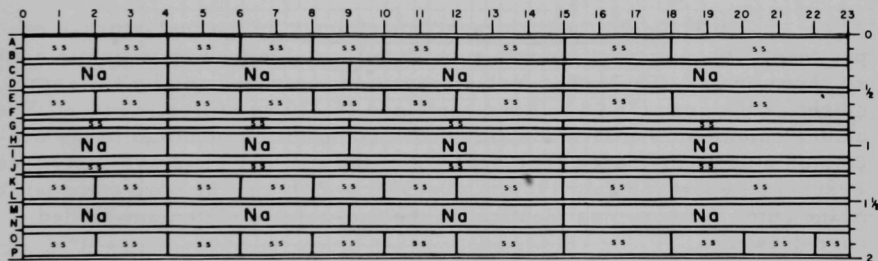 0 1 2 3 4 5 6 7 8 9 10 11 12 13 14 15 16 17 18 19 20 21 22 23
A SS SS SS SS SS SS SS SS SS 0
B
C Na Na Na Na
D ½
E SS SS SS SS SS SS SS SS SS
F
G SS SS SS SS
H Na Na Na Na 1
I
J SS SS SS SS
K SS SS SS SS SS SS SS SS SS
L 1 ½
M Na Na Na Na
N
O SS SS SS SS SS SS SS SS SS SS SS
P 2